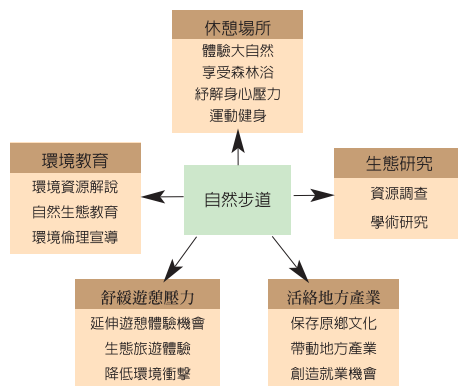 休憩場所
體驗大自然
享受森林浴
紓解身心壓力
運動健身
環境教育
環境資源解說
自然生態教育
環境倫理宣導
自然步道
生態研究
資源調查
學術研究
舒緩遊憩壓力
延伸遊憩體驗機會
生態旅遊體驗
降低環境衝擊
活絡地方產業
保存原鄉文化
帶動地方產業
創造就業機會